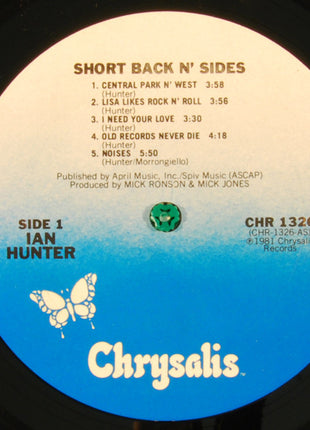 SHORT BACK N' SIDES
1. CENTRAL PARK N' WEST 3:58
(Hunter)
2. LISA LIKES ROCK N' ROLL 3:56
(Hunter)
3. I NEED YOUR LOVE 3:30
(Hunter)
4. OLD RECORDS NEVER DIE 4:18
(Hunter)
5. NOISES 5:50
(Hunter/Morrongiello)
Published by April Music, Inc./Spiv Music (ASCAP)
Produced by MICK RONSON & MICK JONES
SIDE 1
IAN
HUNTER
CHR 1326
(CHR-1326-AS
℗1981 Chrysalis
Records
Chrysalis
TM